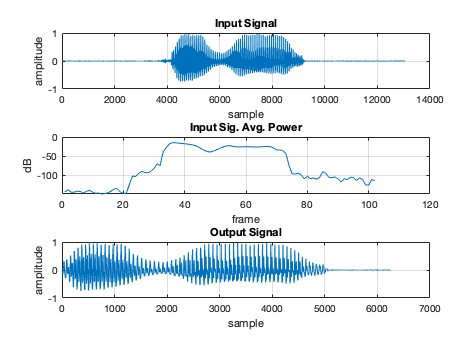 Input Signal
amplitude
1
0
-1
0 2000 4000 6000 8000 10000 12000 14000
sample
Input Sig. Avg. Power
dB
0
-50
-100
0 20 40 60 80 100 120
frame
Output Signal
amplitude
1
0
-1
0 1000 2000 3000 4000 5000 6000 7000
sample